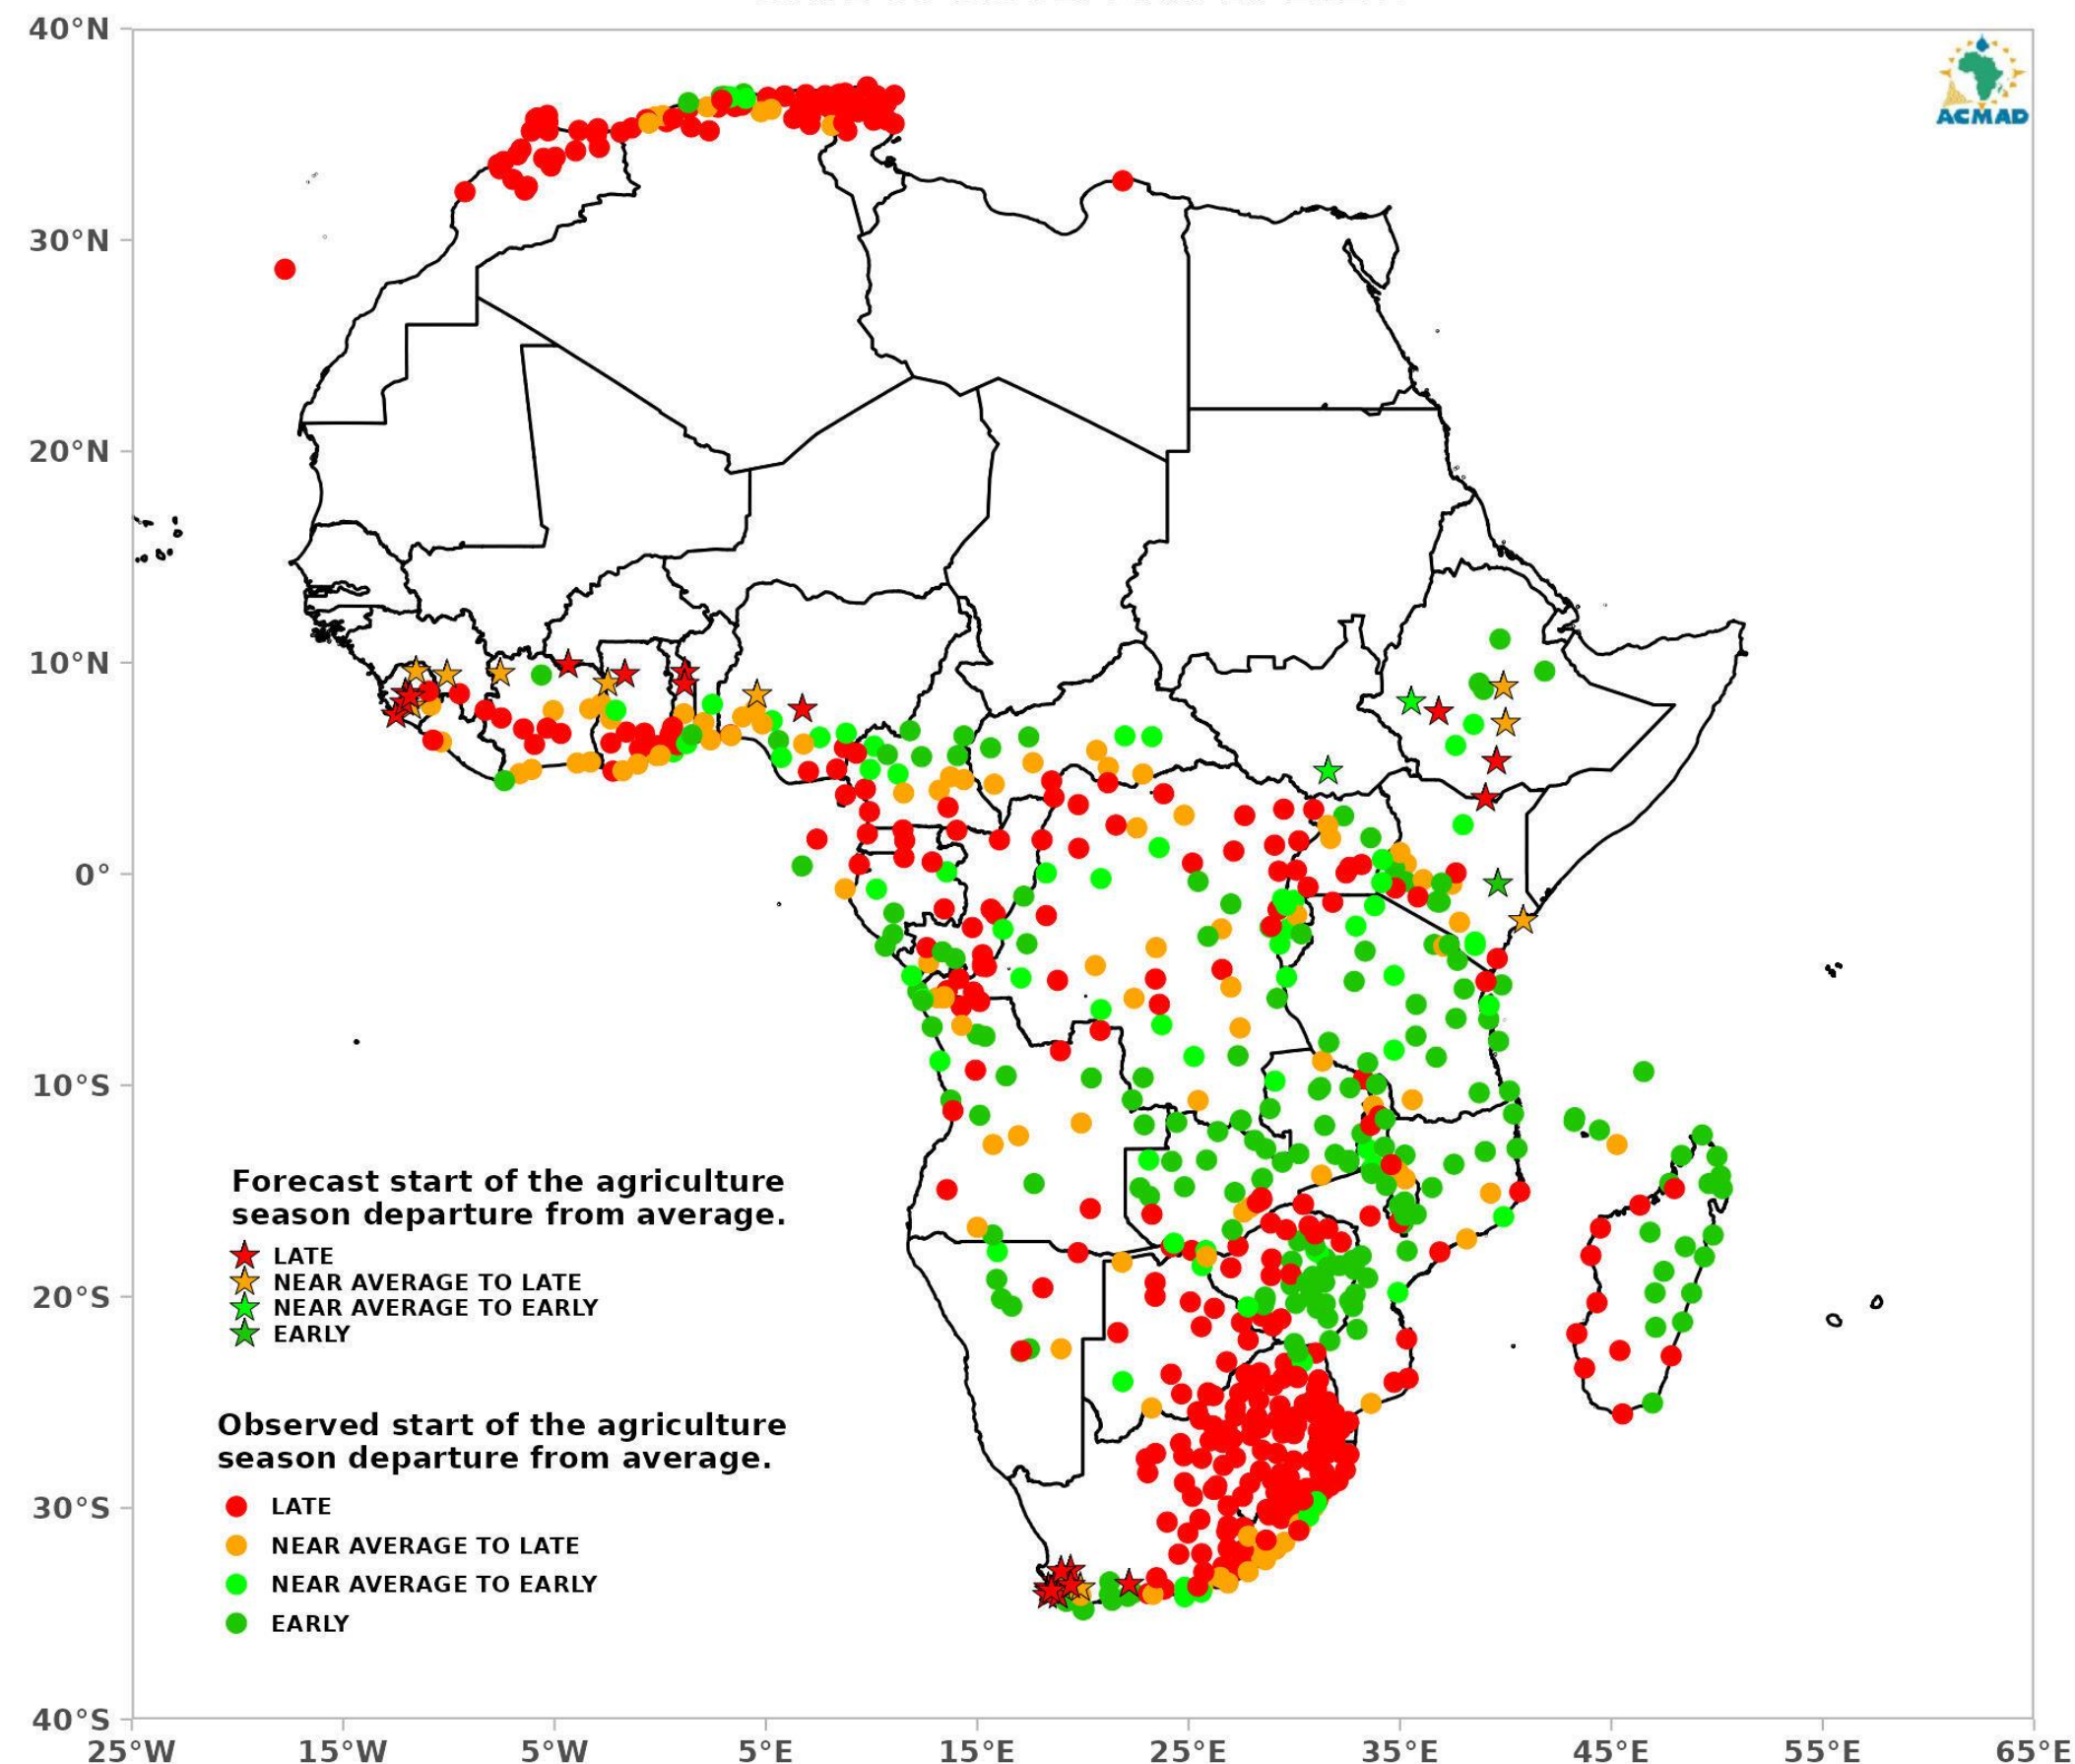 40°N
ACMAD
30°N
20°N
10°N
0°
10°S
Forecast start of the agriculture
season departure from average.
LATE
NEAR AVERAGE TO LATE
NEAR AVERAGE TO EARLY
EARLY
20°S
Observed start of the agriculture
season departure from average.
30°S
LATE
NEAR AVERAGE TO LATE
NEAR AVERAGE TO EARLY
EARLY
40°S
25°W 15°W 5°W 5°E 15°E 25°E 35°E 45°E 55°E 65°E